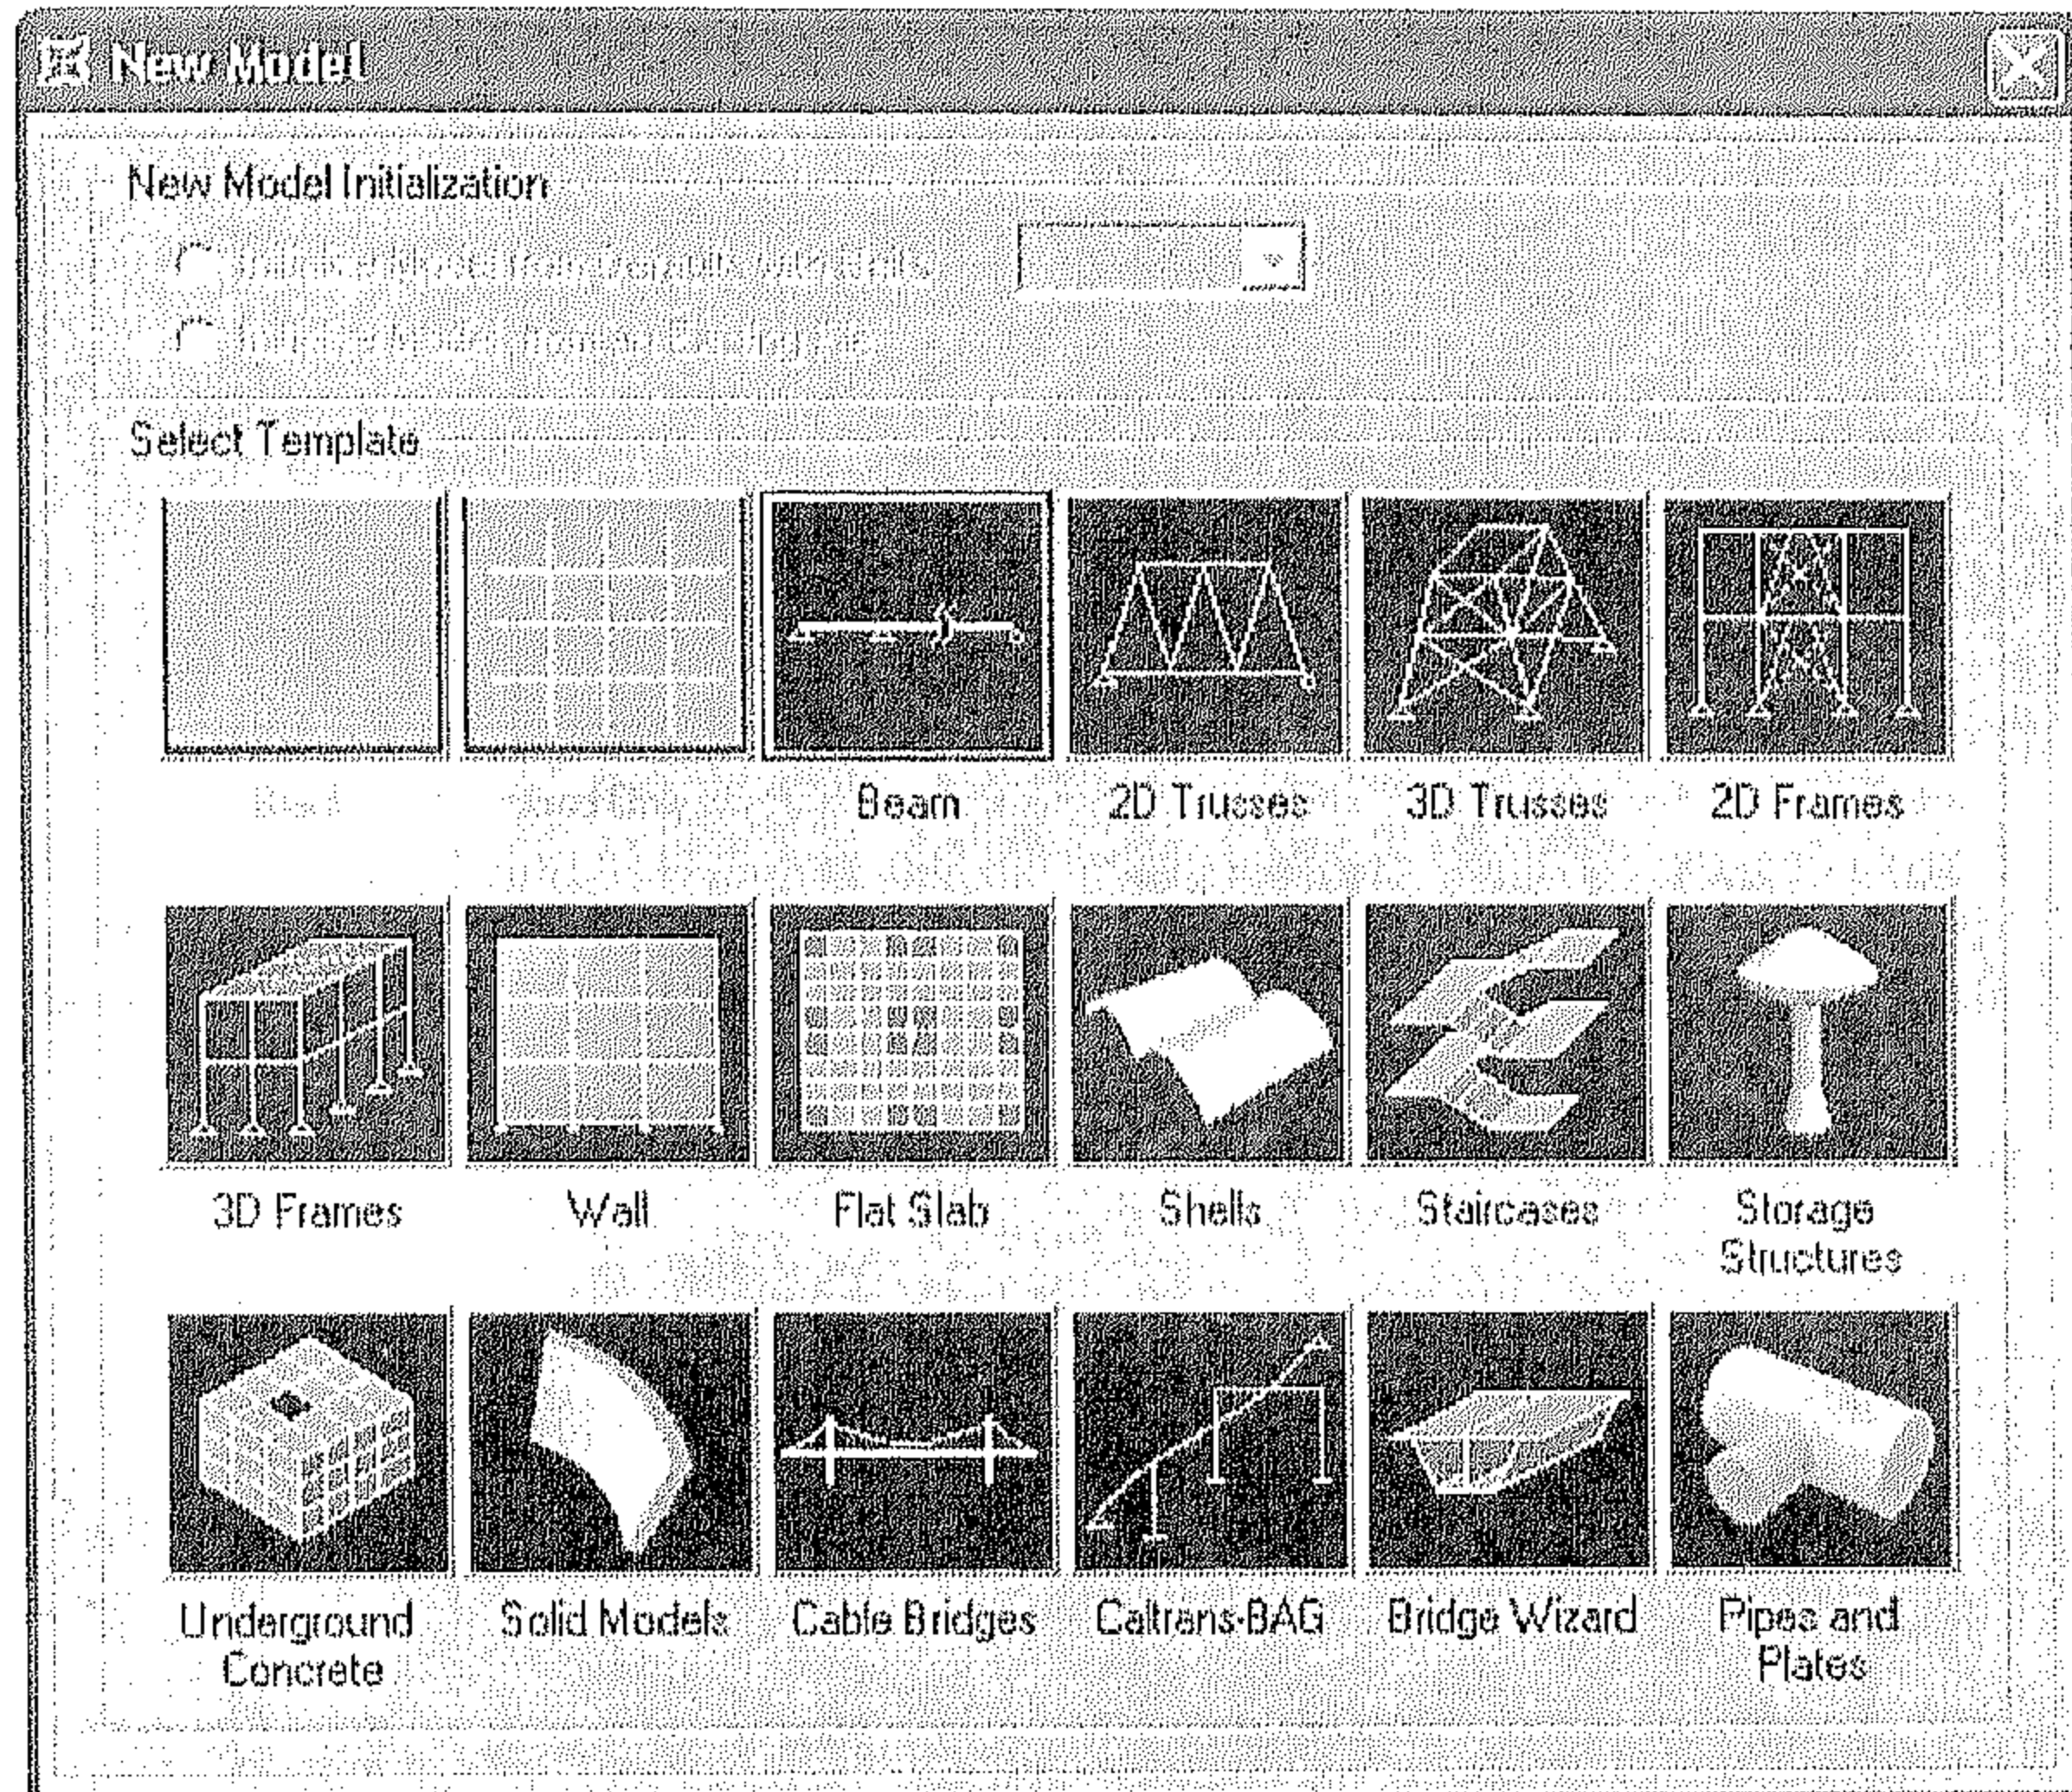 New Model
New Model Initialization
Select Template
Beam
2D Trusses
3D Trusses
2D Frames
3D Frames
Wall
Flat Slab
Shells
Staircases
Storage
Structures
Underground
Concrete
Solid Models
Cable Bridges
Caltrans-BAG
Bridge Wizard
Pipes and
Plates